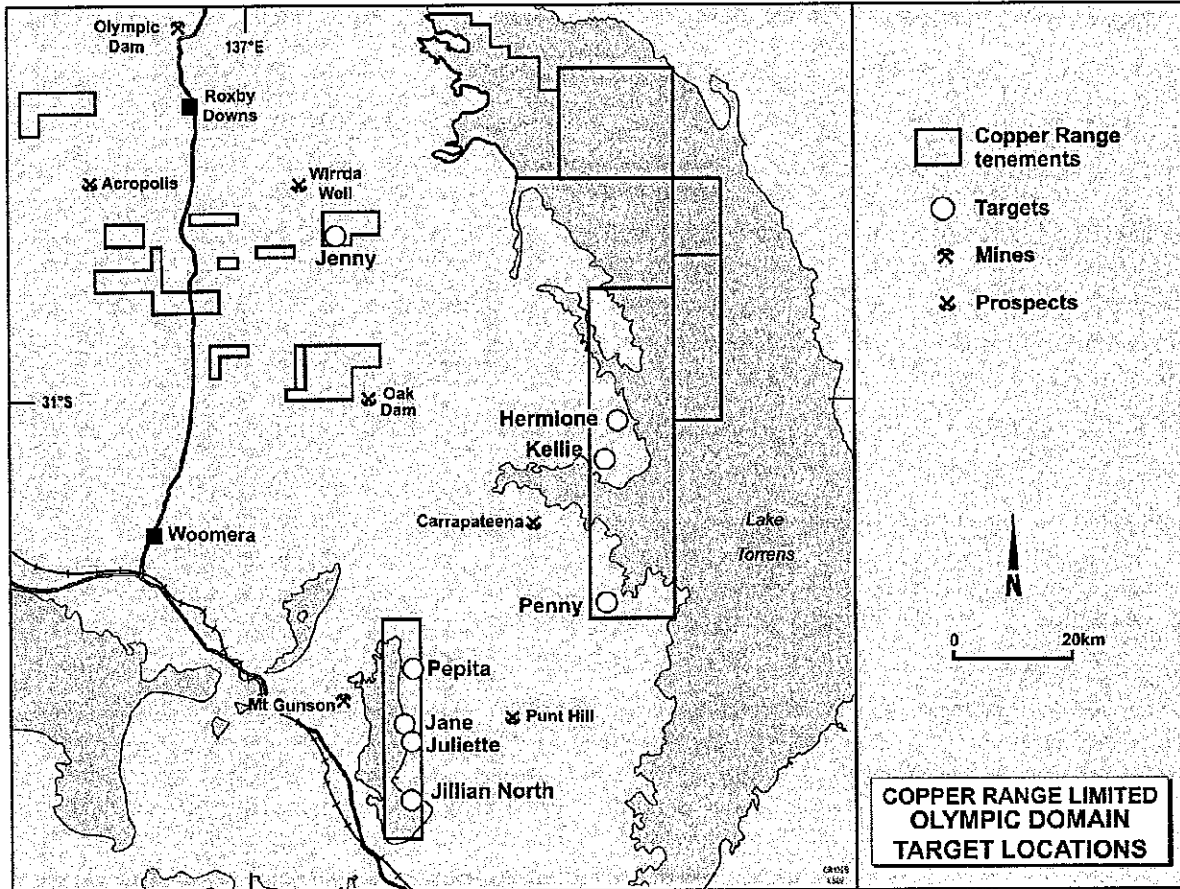 Olympic
Dam
137°E
Roxby
Downs
Acropolis
Wirrda
Well
Jenny
Oak
Dam
31°S
Hermione
Kellie
Carrapateena
Woomera
Lake
Torrens
Penny
Pepita
Mt Gunson
Jane
Punt Hill
Juliette
Jillian North
Copper Range
tenements
Targets
Mines
Prospects
N
0 20km
COPPER RANGE LIMITED
OLYMPIC DOMAIN
TARGET LOCATIONS